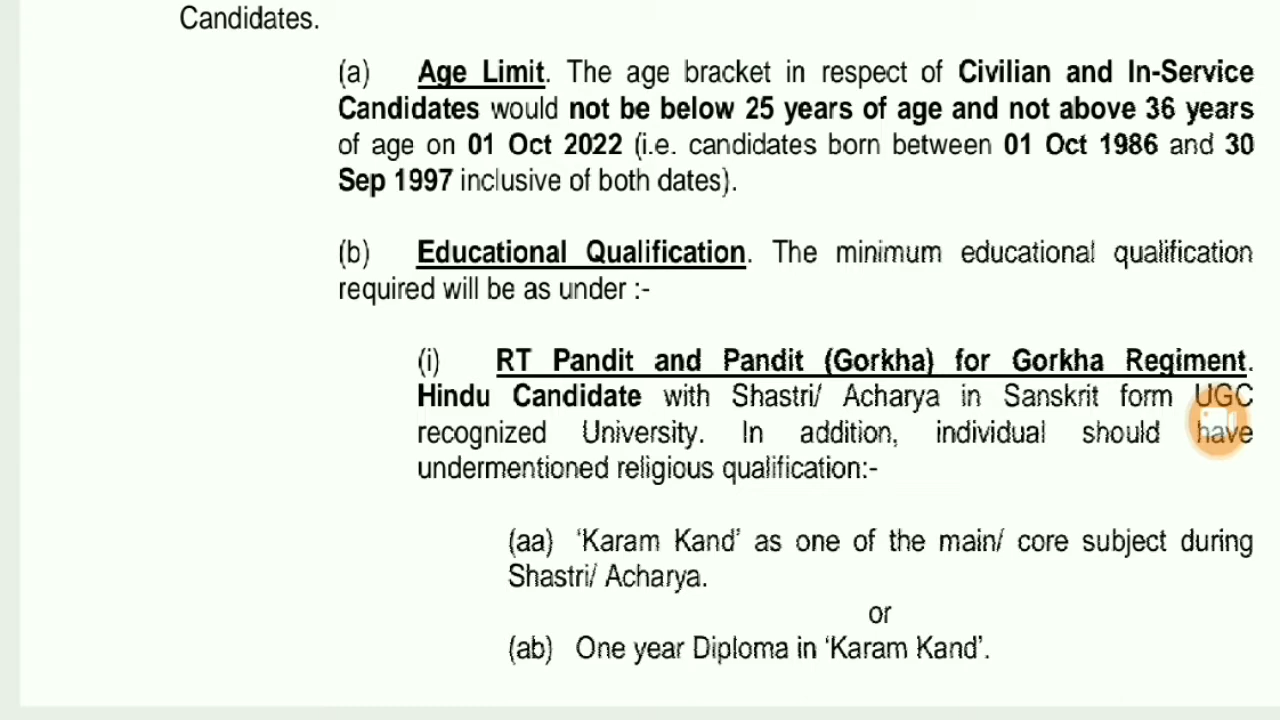 Candidates.
(a) Age Limit. The age bracket in respect of Civilian and In-Service
Candidates would not be below 25 years of age and not above 36 years
of age on 01 Oct 2022 (i.e. candidates born between 01 Oct 1986 and 30
Sep 1997 inclusive of both dates).
(b) Educational Qualification. The minimum educational qualification
required will be as under :-
(i) RT Pandit and Pandit (Gorkha) for Gorkha Regiment.
Hindu Candidate with Shastri/ Acharya in Sanskrit form UGC
recognized University. In addition, individual should have
undermentioned religious qualification:-
(aa) ‘Karam Kand’ as one of the main/ core subject during
Shastri/ Acharya.
or
(ab) One year Diploma in ‘Karam Kand’.